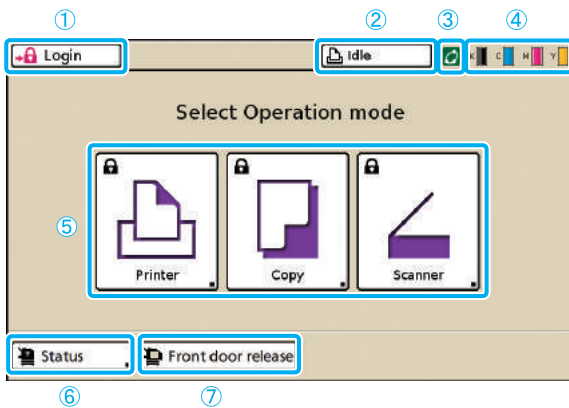 ① ② ③ ④
Login Idle K C M Y
Select Operation mode
⑤
Printer Copy Scanner
Status Front door release
⑥ ⑦